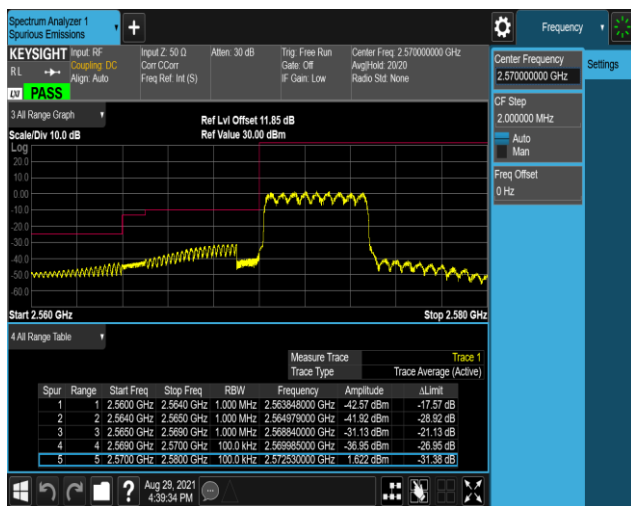 Spectrum Analyzer 1
Spurious Emissions
Frequency
KEYSIGHT Input: RF Input Z: 50 Ω Atten: 30 dB Trig: Free Run Center Freq: 2.570000000 GHz
RL Coupling: DC Corr CCorr Gate: Off Avg|Hold: 20/20
Align: Auto Freq Ref: Int (S) IF Gain: Low Radio Std: None
LXI PASS
Center Frequency
2.570000000 GHz
Settings
CF Step
2.000000 MHz
Auto
Man
Freq Offset
0 Hz
3 All Range Graph
Ref Lvl Offset 11.85 dB
Scale/Div 10.0 dB Ref Value 30.00 dBm
Log
20.0
10.0
0.00
-10.0
-20.0
-30.0
-40.0
-50.0
-60.0
Start 2.560 GHz Stop 2.580 GHz
4 All Range Table
Measure Trace Trace 1
Trace Type Trace Average (Active)
Spur Range Start Freq Stop Freq RBW Frequency Amplitude ΔLimit
1 1 2.5600 GHz 2.5640 GHz 1.000 MHz 2.563848000 GHz -42.57 dBm -17.57 dB
2 2 2.5640 GHz 2.5650 GHz 1.000 MHz 2.564979000 GHz -41.92 dBm -28.92 dB
3 3 2.5650 GHz 2.5690 GHz 1.000 MHz 2.568840000 GHz -31.13 dBm -21.13 dB
4 4 2.5690 GHz 2.5700 GHz 100.0 kHz 2.569985000 GHz -36.95 dBm -26.95 dB
5 5 2.5700 GHz 2.5800 GHz 100.0 kHz 2.572530000 GHz 1.622 dBm -31.38 dB
? Aug 29, 2021
4:39:34 PM